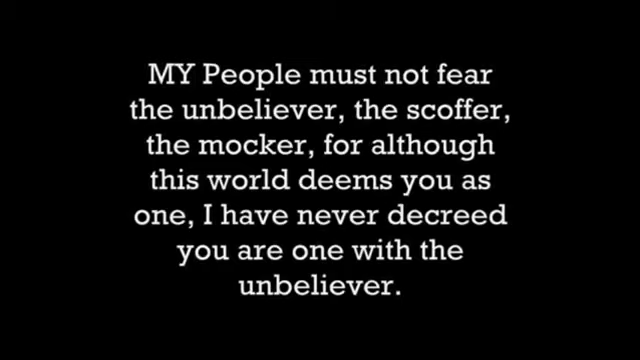 MY People must not fear
the unbeliever, the scoffer,
the mocker, for although
this world deems you as
one, I have never decreed
you are one with the
unbeliever.